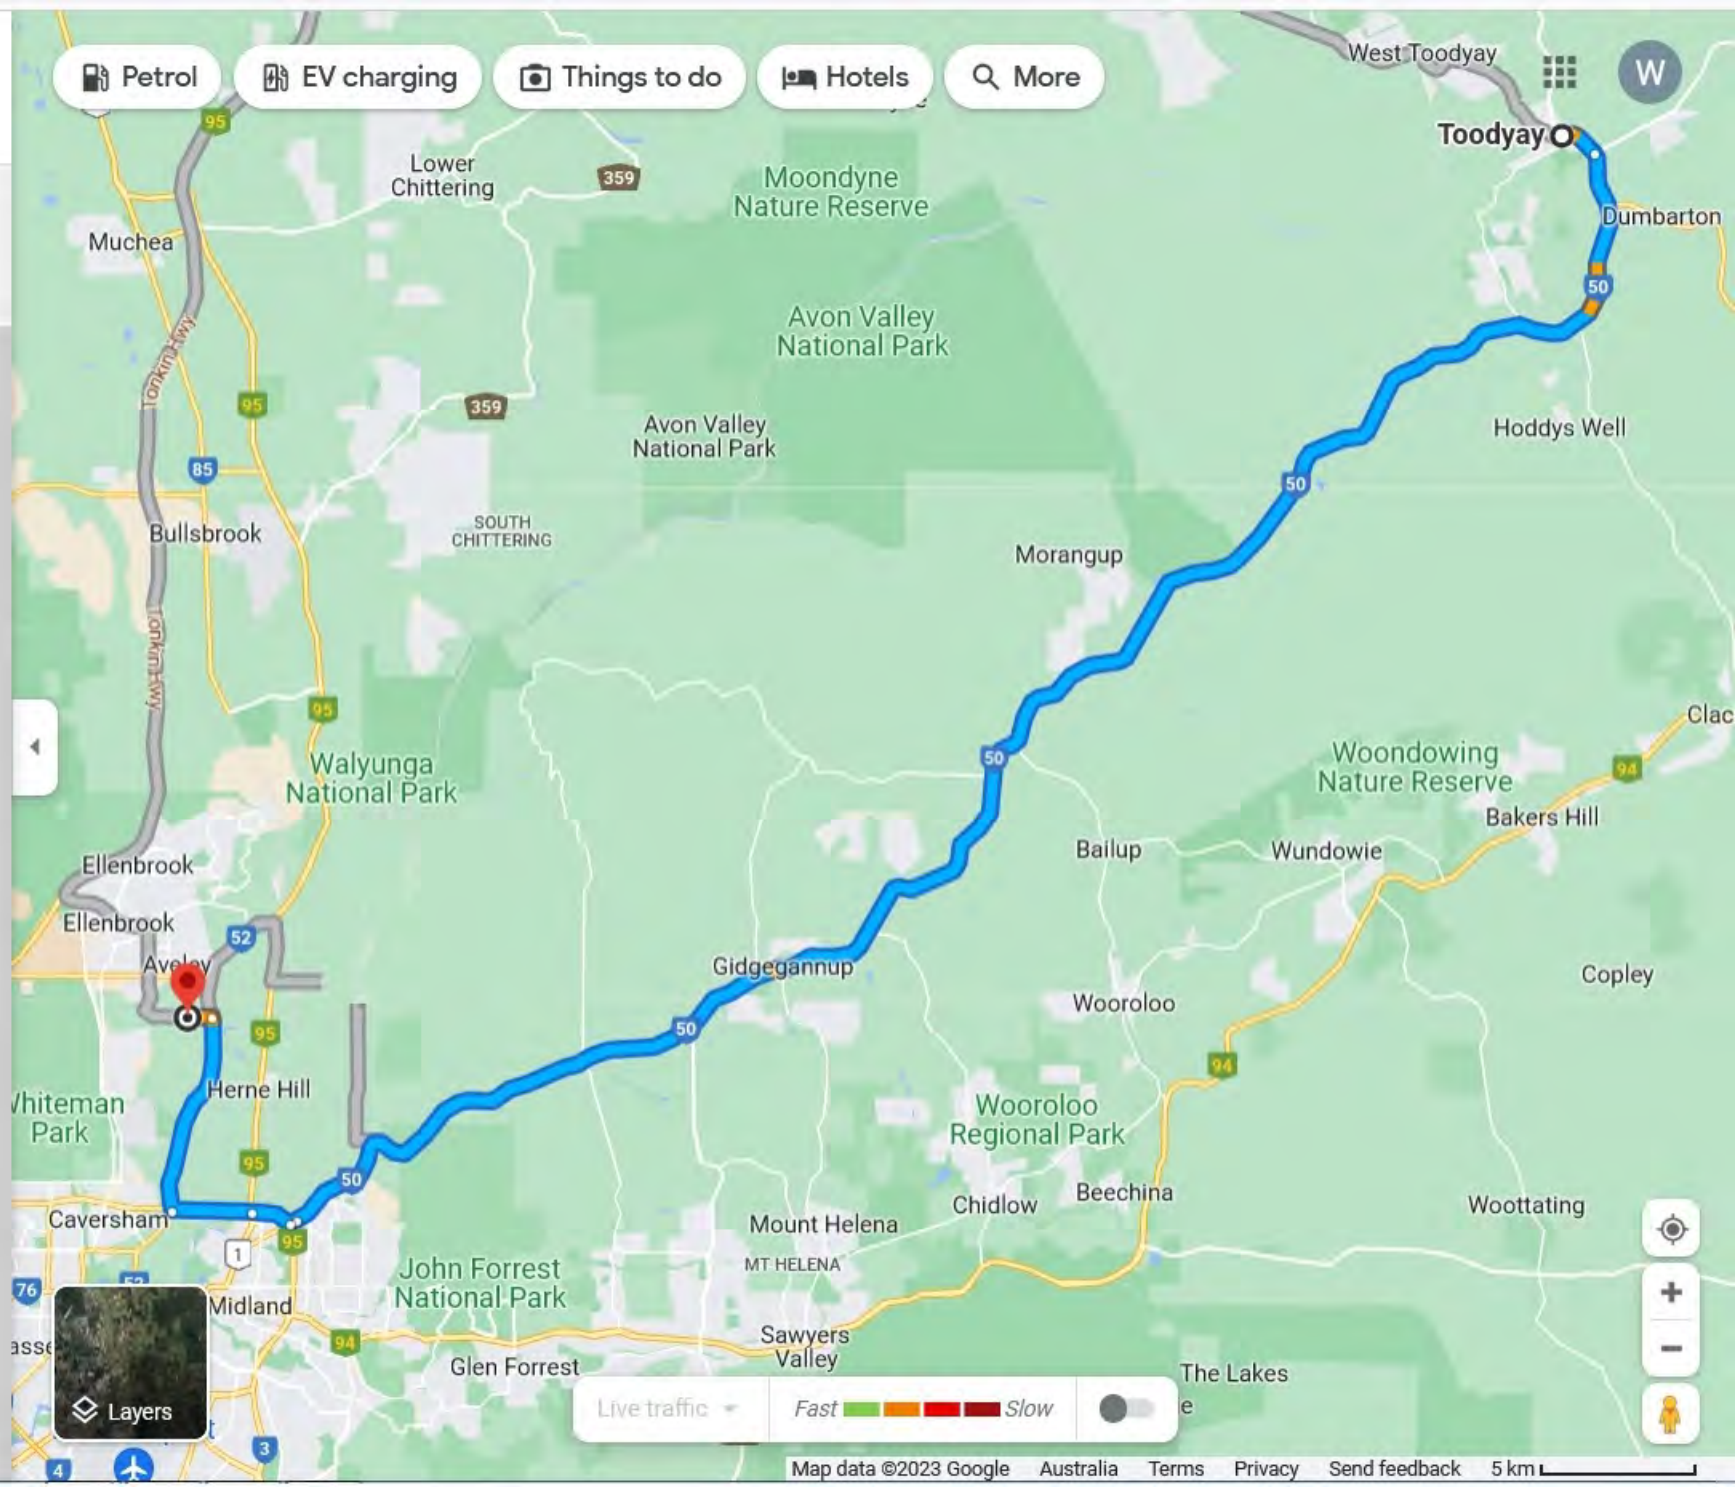 Petrol
EV charging
Things to do
Hotels
More
West Toodyay
W
Toodyay
95
Lower
Chittering
359
Moondyne
Nature Reserve
Dumbarton
Muchea
50
Avon Valley
National Park
Tonkin Hwy
95
359
Avon Valley
National Park
Hoddys Well
85
50
Bullsbrook
SOUTH
CHITTERING
Morangup
Tonkin Hwy
95
Clac
50
Walyunga
National Park
Woondowing
Nature Reserve
94
Bakers Hill
Ellenbrook
Bailup
Wundowie
Ellenbrook
52
Aveley
Gidgegannup
Copley
Wooroloo
95
50
94
Herne Hill
Whiteman
Park
Wooroloo
Regional Park
95
50
Chidlow
Beechina
Woottating
Caversham
Mount Helena
95
1
MT HELENA
John Forrest
National Park
76
52
Midland
94
Sawyers
Valley
Glen Forrest
The Lakes
Layers
Live traffic
Fast
Slow
e
3
4
Map data ©2023 Google
Australia
Terms
Privacy
Send feedback
5 km